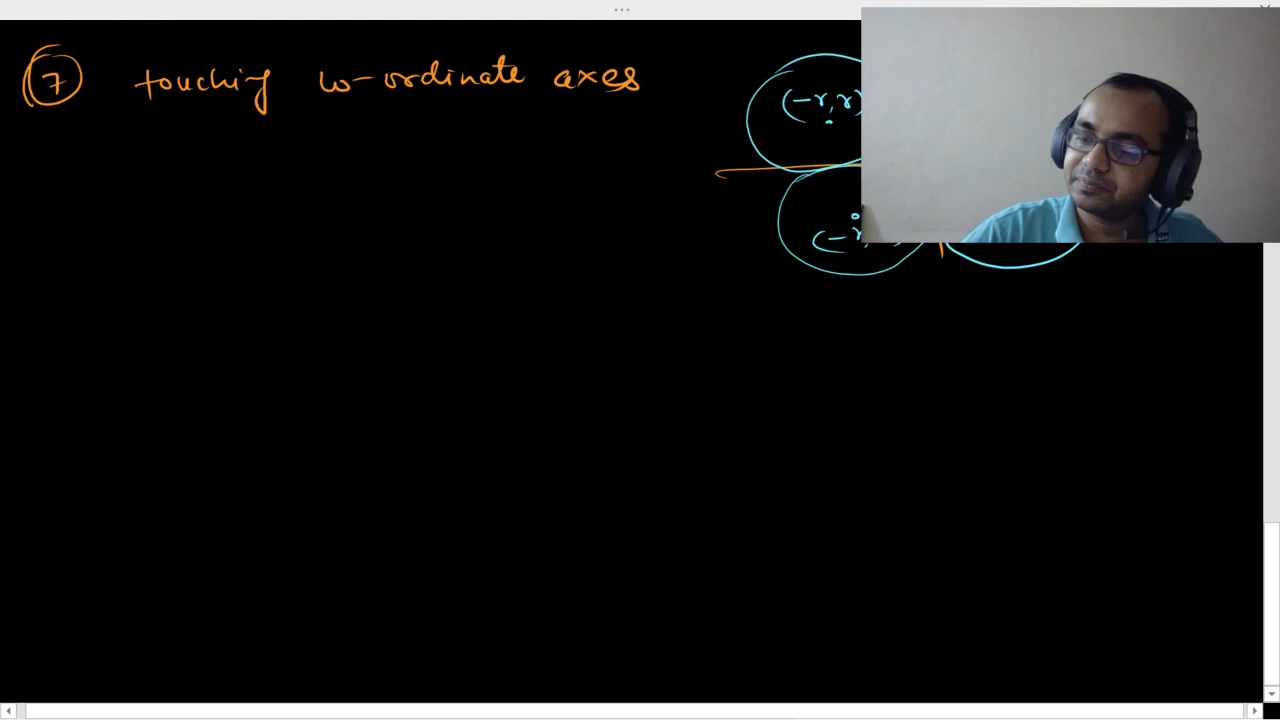 7 touching co-ordinate axes
(-r, r)
(-